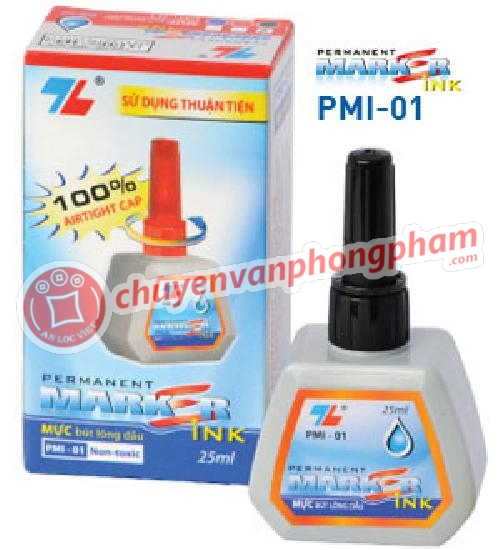 PERMANENT
MARKER
INK
PMI-01
TL®
SỬ DỤNG THUẬN TIỆN
100%
AIRTIGHT CAP
chuyenvanphongpham
.com
AN LOC VIET
PERMANENT
MARKER
INK
MỰC bút lông dầu
PMI - 01 Non-toxic
25ml
TL
25ml
PMI - 01
PERMANENT
MARKER
INK
MỰC BÚT LÔNG DẦU